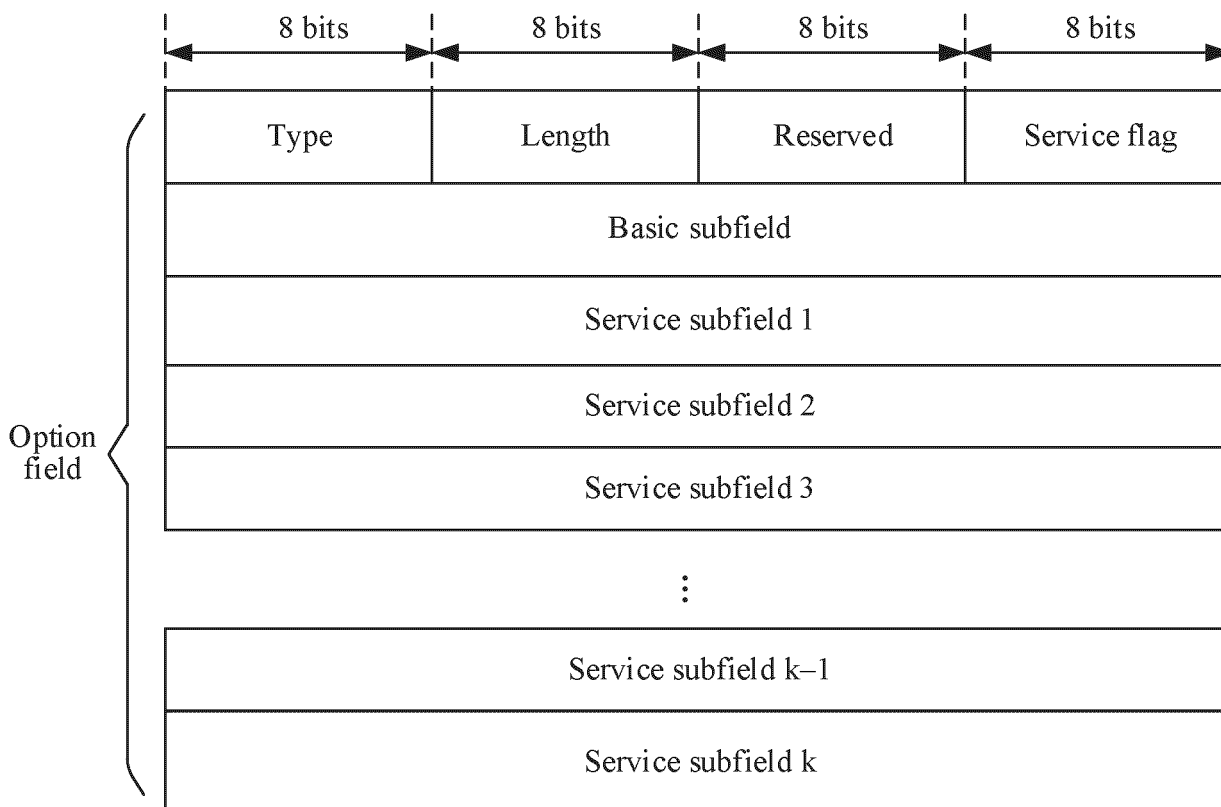 8 bits 8 bits 8 bits 8 bits
Type Length Reserved Service flag
Basic subfield
Service subfield 1
Service subfield 2
Option
field
Service subfield 3
⋮
Service subfield k–1
Service subfield k